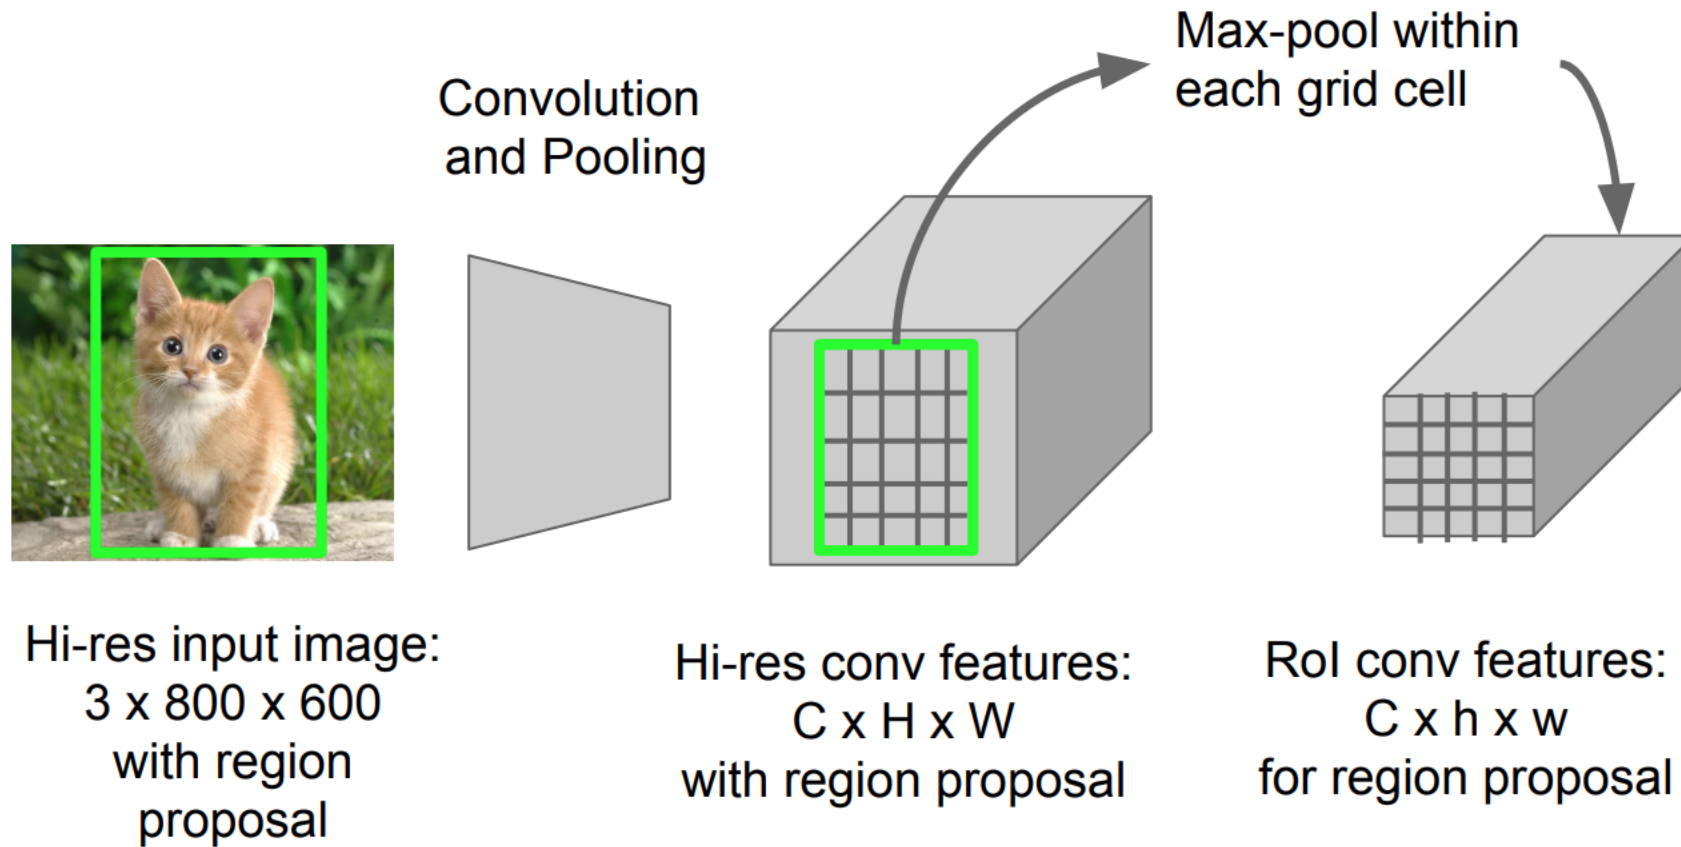 Convolution
and Pooling
Max-pool within
each grid cell
Hi-res input image:
3 x 800 x 600
with region
proposal
Hi-res conv features:
C x H x W
with region proposal
RoI conv features:
C x h x w
for region proposal